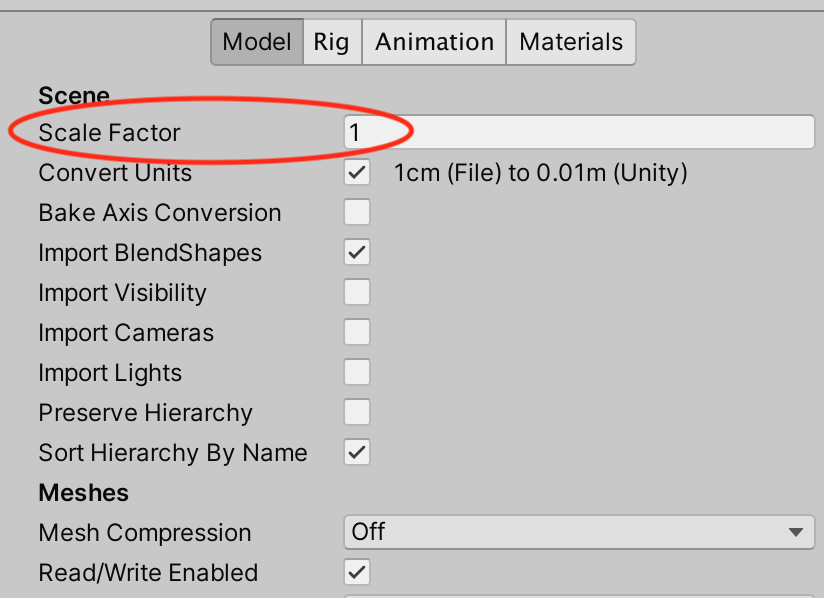 Model Rig Animation Materials
Scene
Scale Factor 1
Convert Units 1cm (File) to 0.01m (Unity)
Bake Axis Conversion
Import BlendShapes
Import Visibility
Import Cameras
Import Lights
Preserve Hierarchy
Sort Hierarchy By Name
Meshes
Mesh Compression Off
Read/Write Enabled